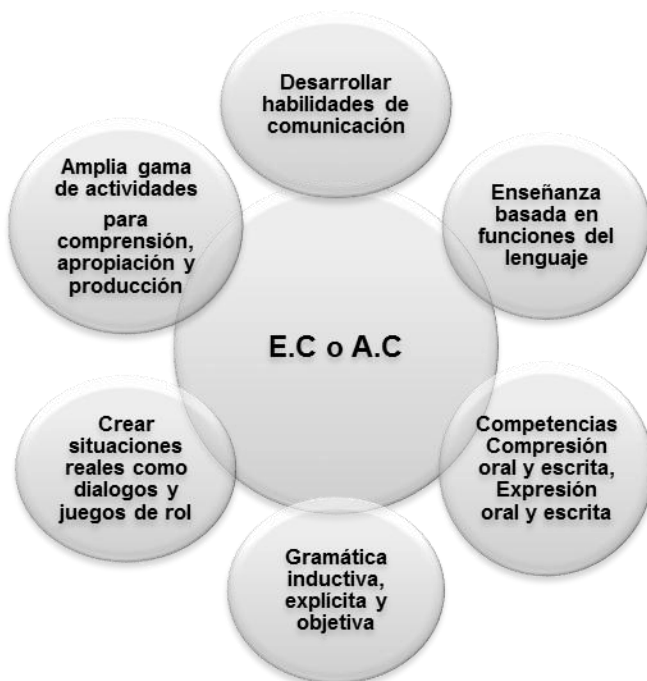 Desarrollar
habilidades de
comunicación
Enseñanza
basada en
funciones del
lenguaje
Competencias
Compresión
oral y escrita,
Expresión
oral y escrita
Gramática
inductiva,
explícita y
objetiva
Crear
situaciones
reales como
dialogos y
juegos de rol
Amplia gama
de actividades
para
comprensión,
apropiación y
producción
E.C o A.C